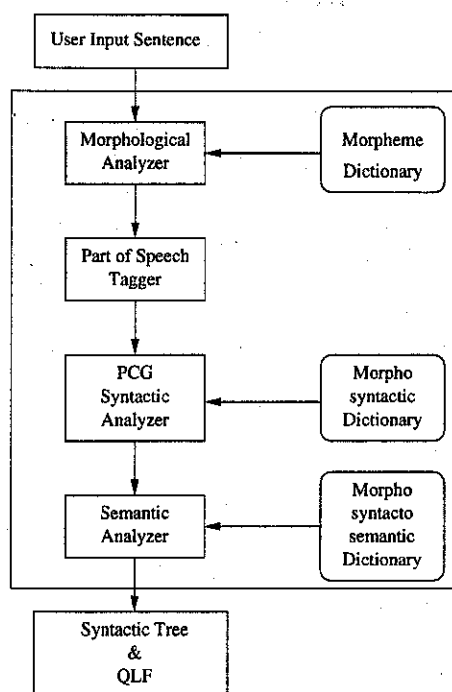 User Input Sentence
Morphological
Analyzer
Morpheme
Dictionary
Part of Speech
Tagger
PCG
Syntactic
Analyzer
Morpho
syntactic
Dictionary
Semantic
Analyzer
Morpho
syntacto
semantic
Dictionary
Syntactic Tree
&
QLF